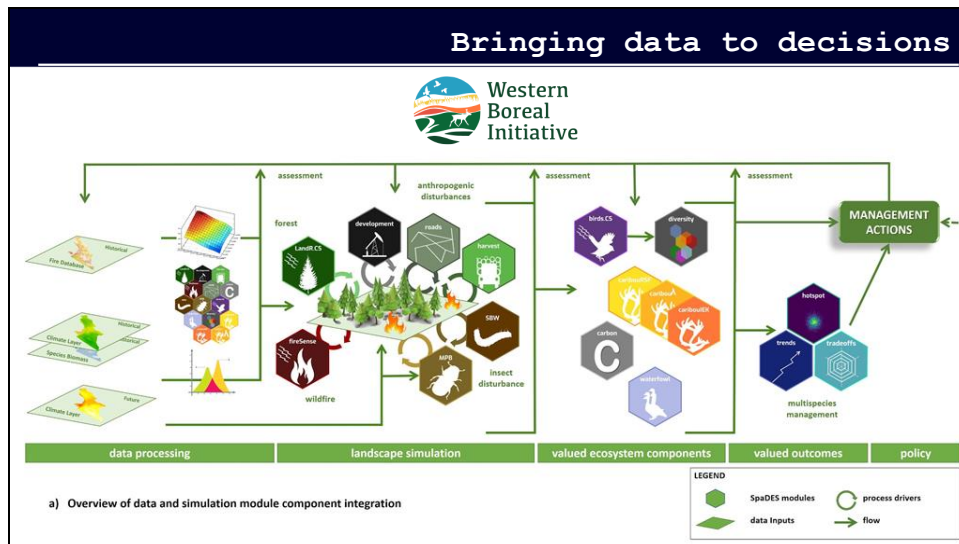 Bringing data to decisions
Western
Boreal
Initiative
assessment
anthropogenic
disturbances
assessment
assessment
forest
LandR.CS
development
roads
harvest
birds.CS
diversity
MANAGEMENT
ACTIONS
Historical
Fire Database
C
Historical
Climate Layer
Historical
Species Biomass
Future
Climate Layer
fireSense
wildfire
MPB
SBW
insect
disturbance
caribouRSF
caribouEK
carbon
C
waterfowl
hotspot
trends
tradeoffs
multispecies
management
data processing
landscape simulation
valued ecosystem components
valued outcomes
policy
a) Overview of data and simulation module component integration
LEGEND
SpaDES modules
process drivers
data Inputs
flow